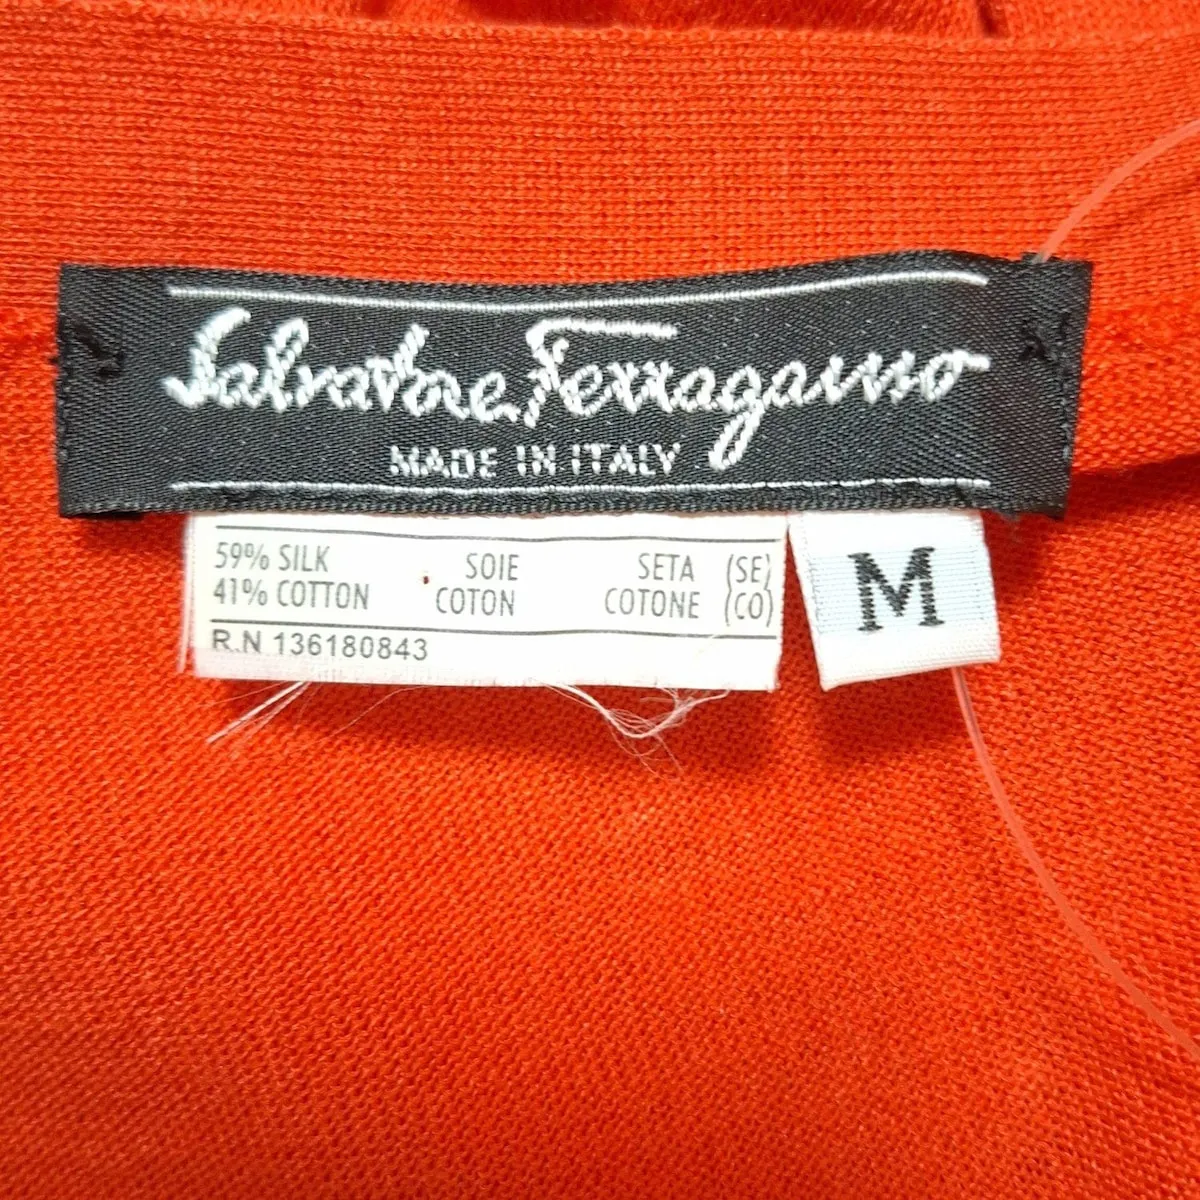 Salvatore Ferragamo
MADE IN ITALY
59% SILK SOIE SETA (SE)
41% COTTON COTON COTONE (CO)
R.N 136180843
M